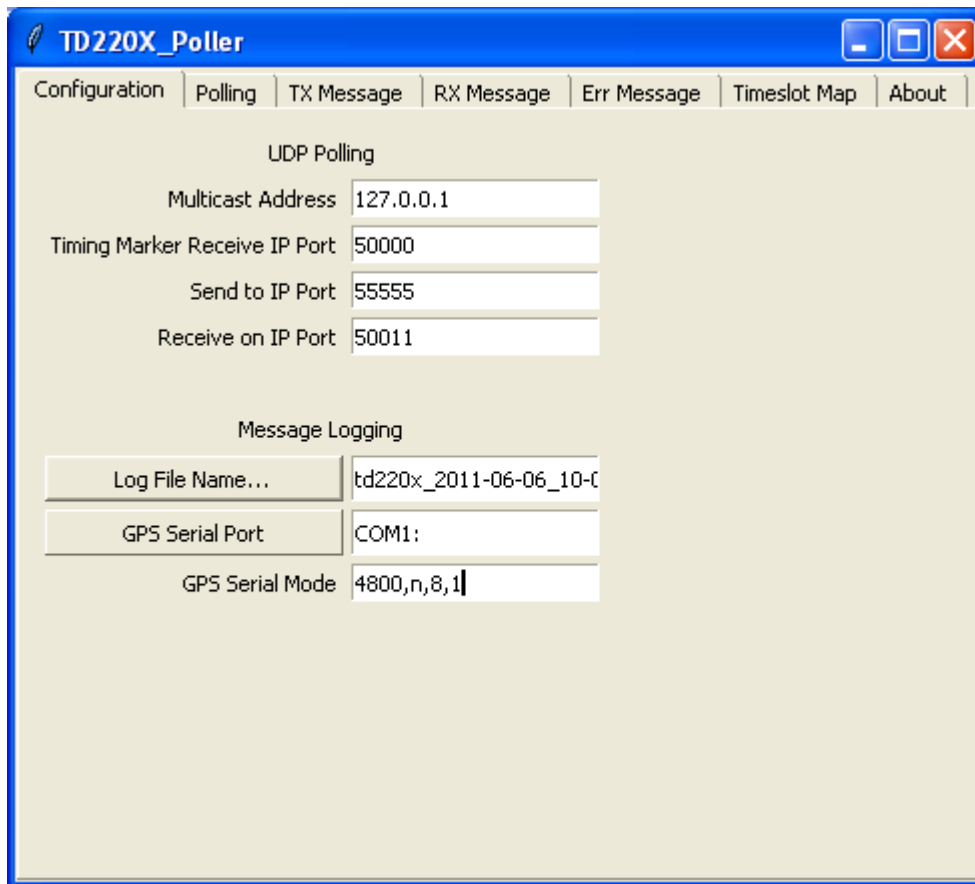 TD220X_Poller
Configuration Polling TX Message RX Message Err Message Timeslot Map About
UDP Polling
Multicast Address 127.0.0.1
Timing Marker Receive IP Port 50000
Send to IP Port 55555
Receive on IP Port 50011
Message Logging
Log File Name... td220x_2011-06-06_10-0
GPS Serial Port COM1:
GPS Serial Mode 4800,n,8,1